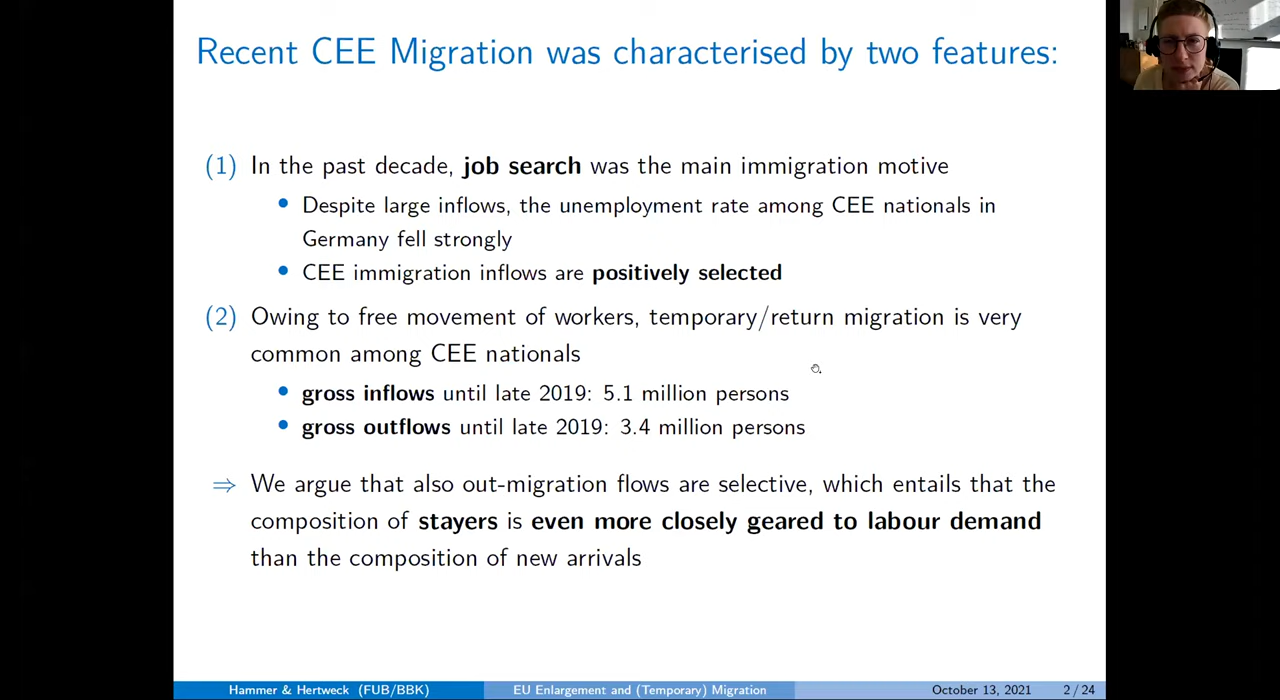 Recent CEE Migration was characterised by two features:
(1) In the past decade, job search was the main immigration motive
• Despite large inflows, the unemployment rate among CEE nationals in
Germany fell strongly
• CEE immigration inflows are positively selected
(2) Owing to free movement of workers, temporary/return migration is very
common among CEE nationals
• gross inflows until late 2019: 5.1 million persons
• gross outflows until late 2019: 3.4 million persons
⇒ We argue that also out-migration flows are selective, which entails that the
composition of stayers is even more closely geared to labour demand
than the composition of new arrivals
Hammer & Hertweck (FUB/BBK) EU Enlargement and (Temporary) Migration October 13, 2021 2 / 24